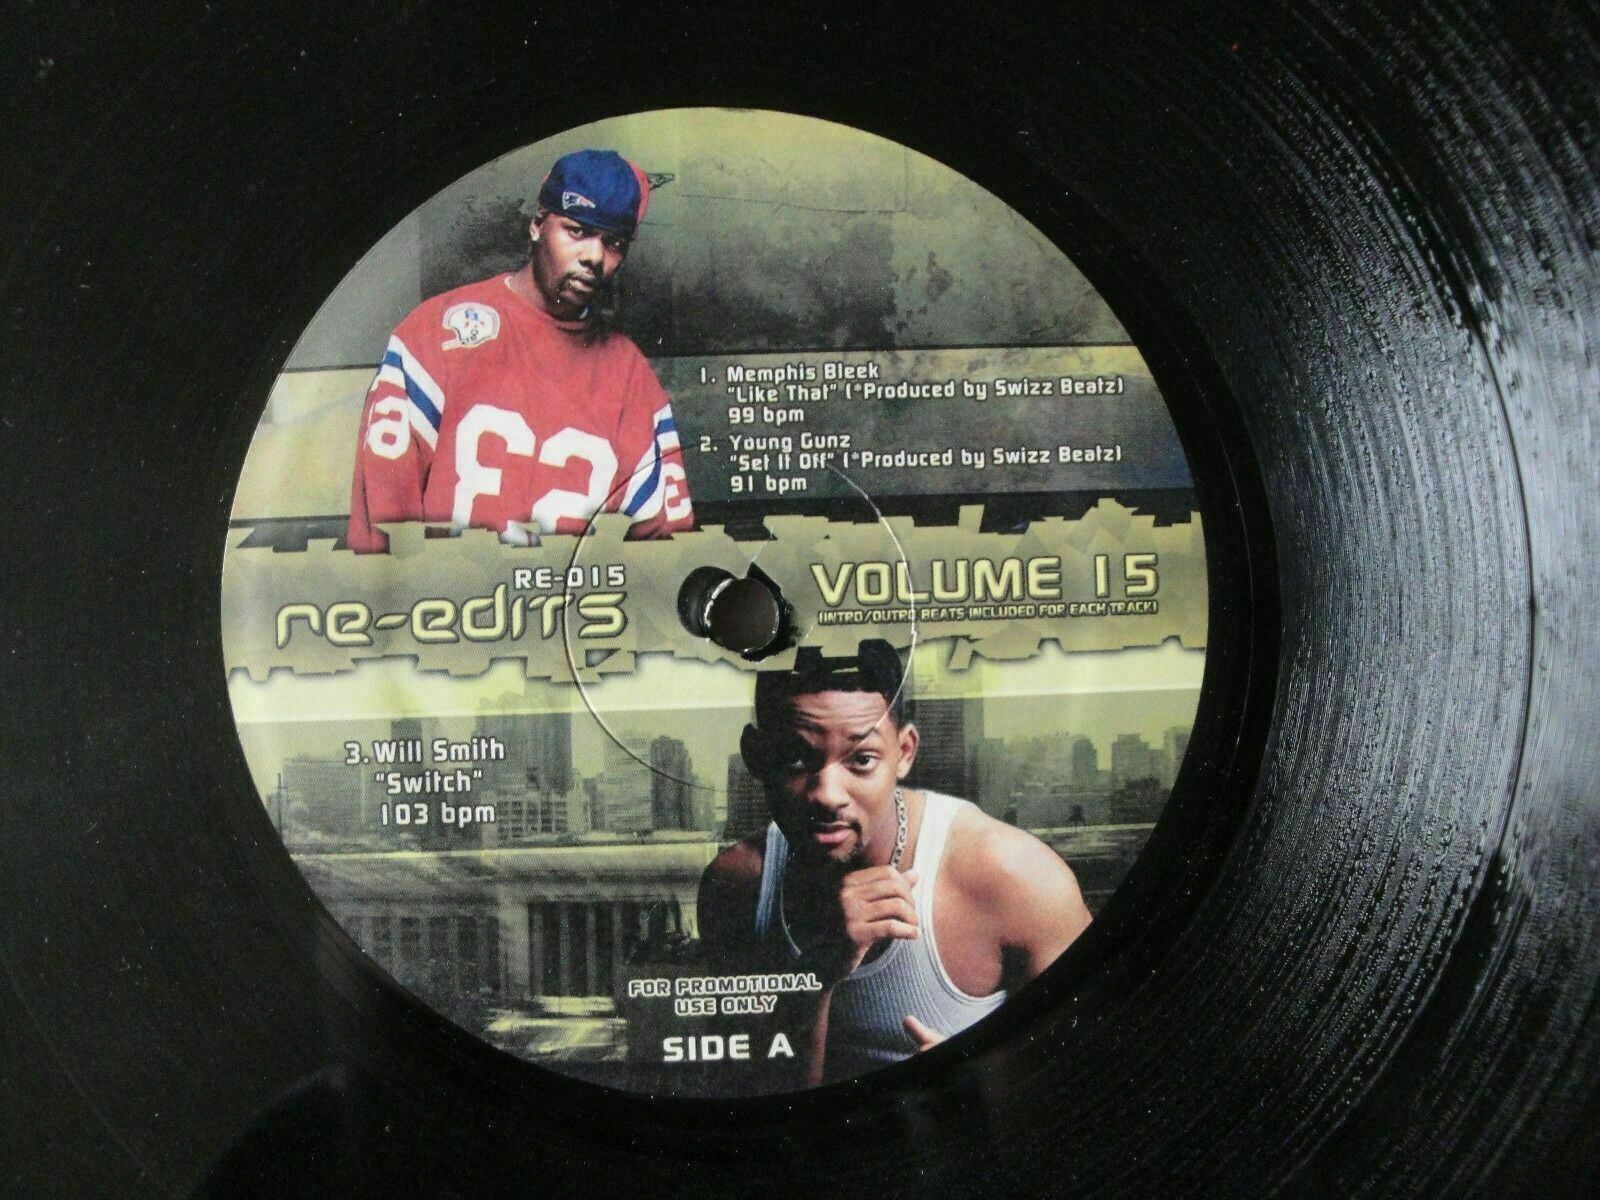 1. Memphis Bleek
"Like That" (*Produced by Swizz Beatz)
99 bpm
2. Young Gunz
"Set It Off" (*Produced by Swizz Beatz)
91 bpm
RE-015
re-edits
VOLUME 15
(INTRO/OUTRO BEATS INCLUDED FOR EACH TRACK)
3. Will Smith
"Switch"
103 bpm
FOR PROMOTIONAL
USE ONLY
SIDE A